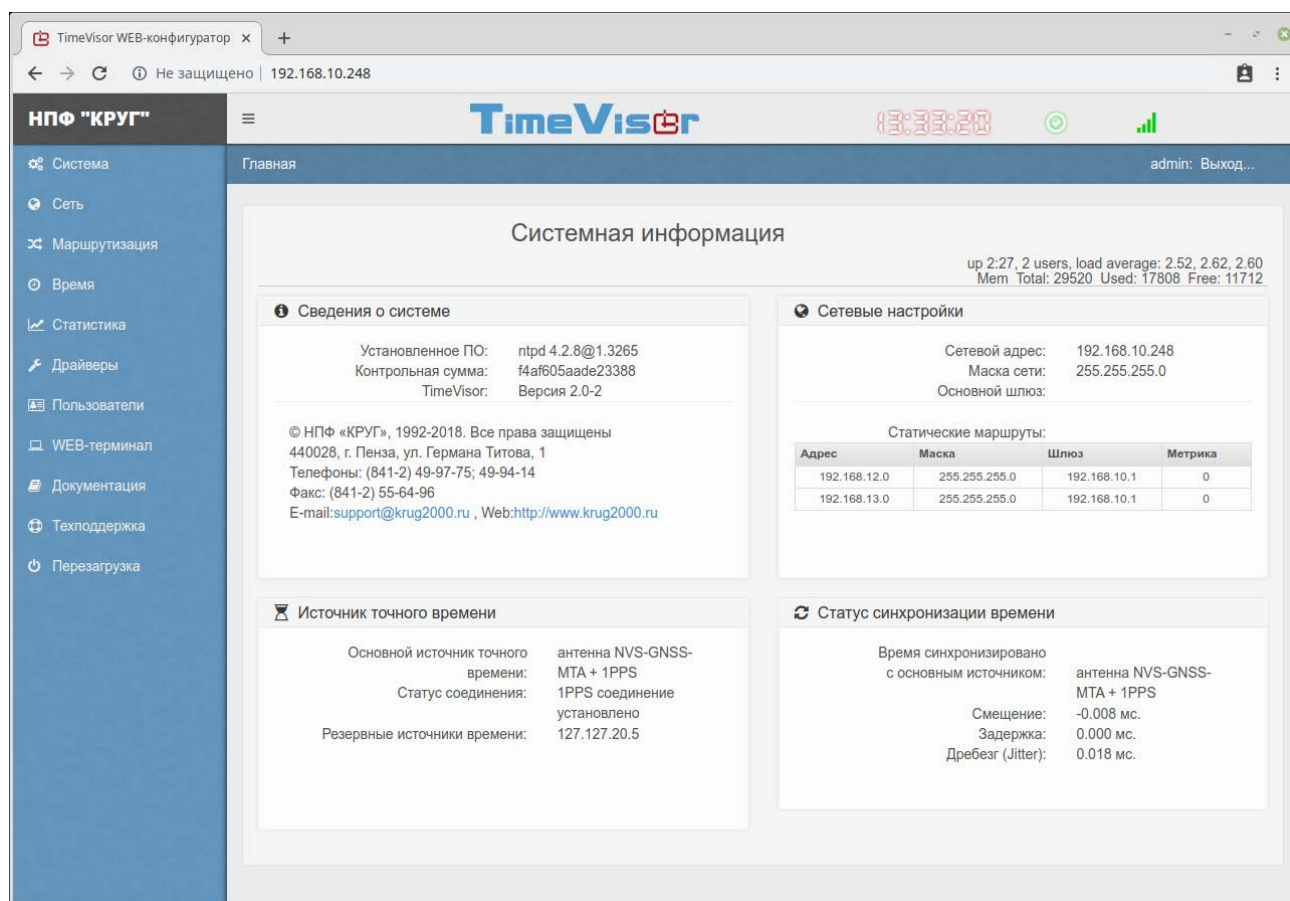 TimeVisor WEB-конфигуратор
Не защищено
192.168.10.248
НПФ "КРУГ"
TimeVisor
13:33:20
Система
Сеть
Маршрутизация
Время
Статистика
Драйверы
Пользователи
WEB-терминал
Документация
Техподдержка
Перезагрузка
Главная
admin: Выход...
Системная информация
up 2:27, 2 users, load average: 2.52, 2.62, 2.60
Mem Total: 29520 Used: 17808 Free: 11712
Сведения о системе
Установленное ПО: ntpd 4.2.8@1.3265
Контрольная сумма: f4af605aade23388
TimeVisor: Версия 2.0-2
© НПФ «КРУГ», 1992-2018. Все права защищены
440028, г. Пенза, ул. Германа Титова, 1
Телефоны: (841-2) 49-97-75; 49-94-14
Факс: (841-2) 55-64-96
E-mail:support@krug2000.ru , Web:http://www.krug2000.ru
Сетевые настройки
Сетевой адрес: 192.168.10.248
Маска сети: 255.255.255.0
Основной шлюз:
Статические маршруты:
Адрес Маска Шлюз Метрика
192.168.12.0 255.255.255.0 192.168.10.1 0
192.168.13.0 255.255.255.0 192.168.10.1 0
Источник точного времени
Основной источник точного антенна NVS-GNSS-
времени: MTA + 1PPS
Статус соединения: 1PPS соединение
установлено
Резервные источники времени: 127.127.20.5
Статус синхронизации времени
Время синхронизировано
с основным источником: антенна NVS-GNSS-
MTA + 1PPS
Смещение: -0.008 мс.
Задержка: 0.000 мс.
Дребезг (Jitter): 0.018 мс.